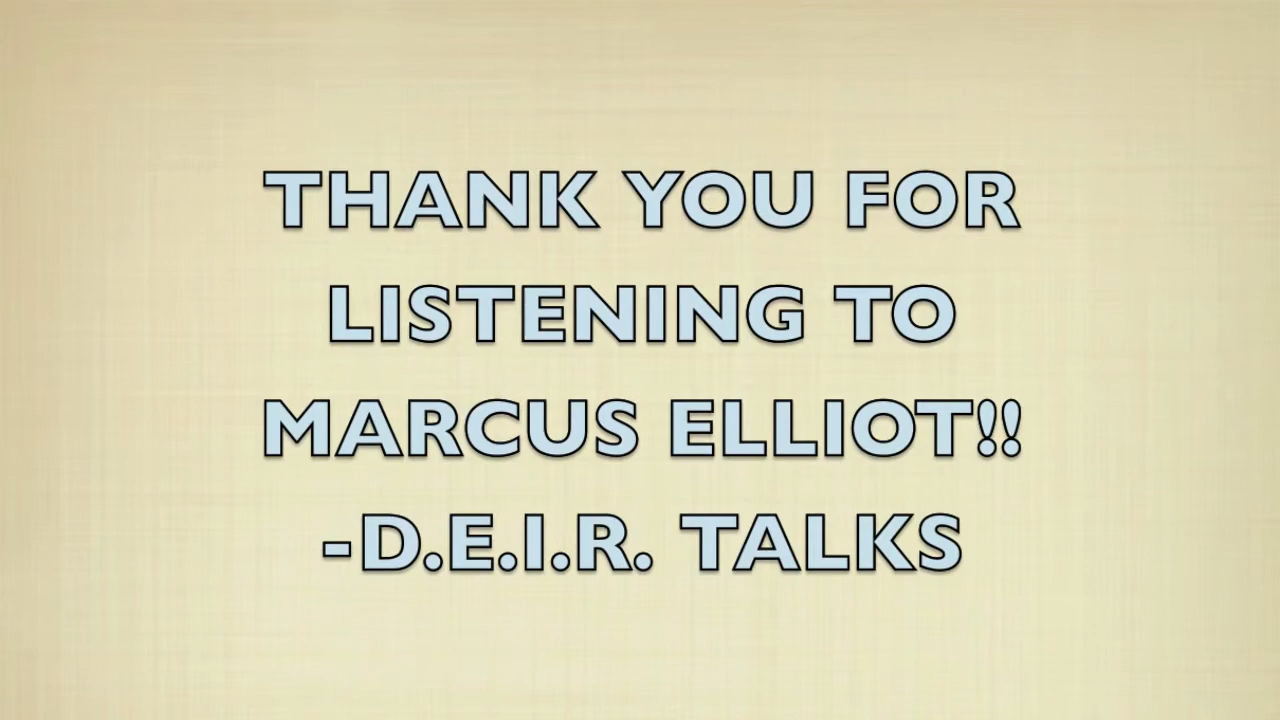 THANK YOU FOR
LISTENING TO
MARCUS ELLIOT!!
-D.E.I.R. TALKS